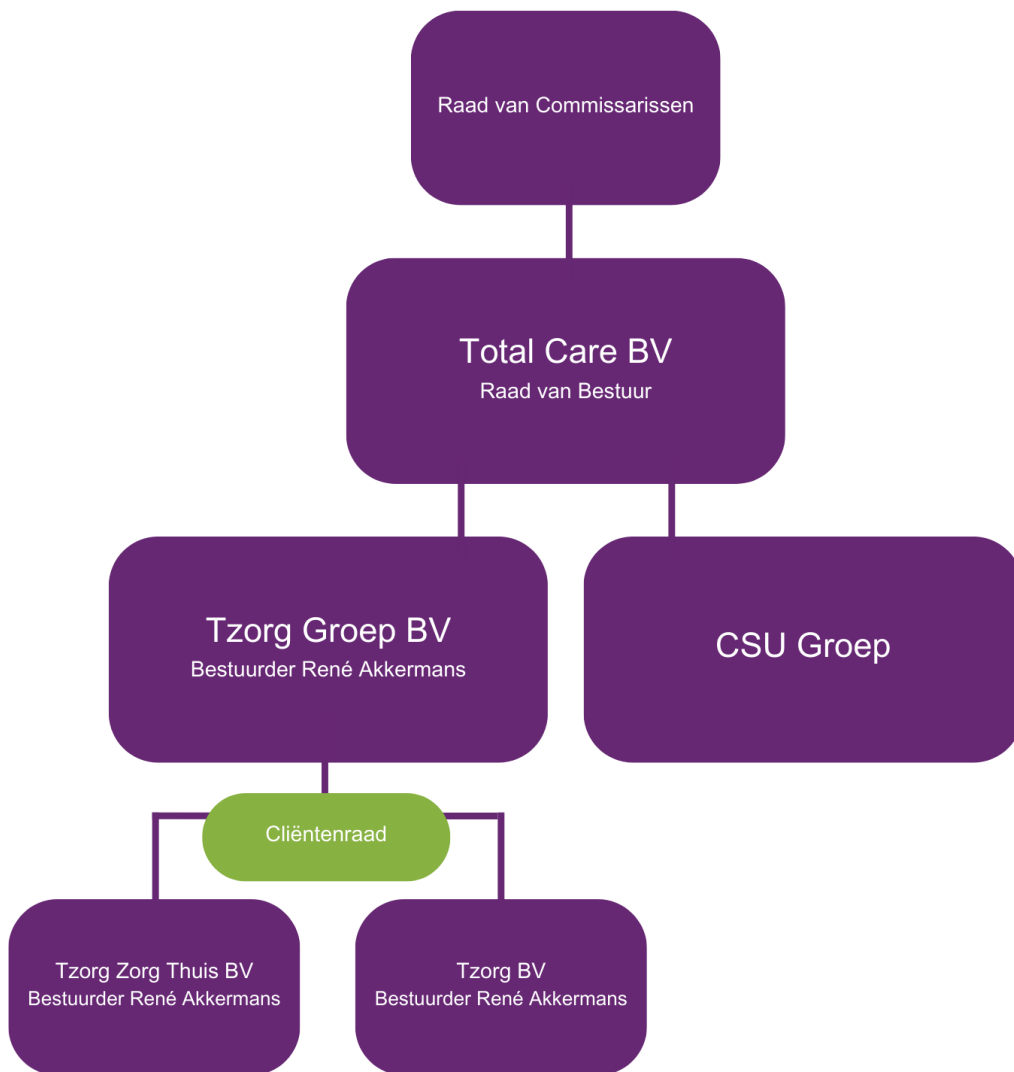 Raad van Commissarissen
Total Care BV
Raad van Bestuur
Tzorg Groep BV
Bestuurder René Akkermans
CSU Groep
Cliëntenraad
Tzorg Zorg Thuis BV
Bestuurder René Akkermans
Tzorg BV
Bestuurder René Akkermans